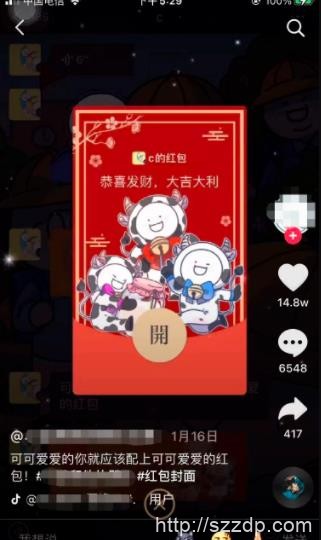 中国电信
下午5:29
100%
6"
c的红包
恭喜发财，大吉大利
開
14.8w
6548
417
@
1月16日
可可爱爱的你就应该配上可可爱爱的红
包！#
#红包封面
@
用户
http://szzdp.com